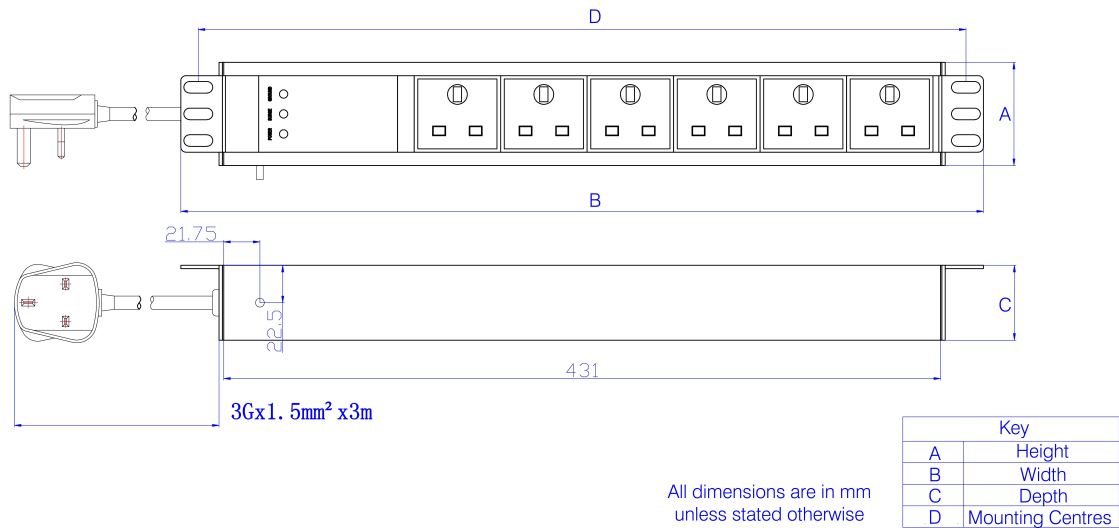 D
A
B
21.75
22.5
C
431
3Gx1.5mm² x3m
All dimensions are in mm
unless stated otherwise
Key
A Height
B Width
C Depth
D Mounting Centres